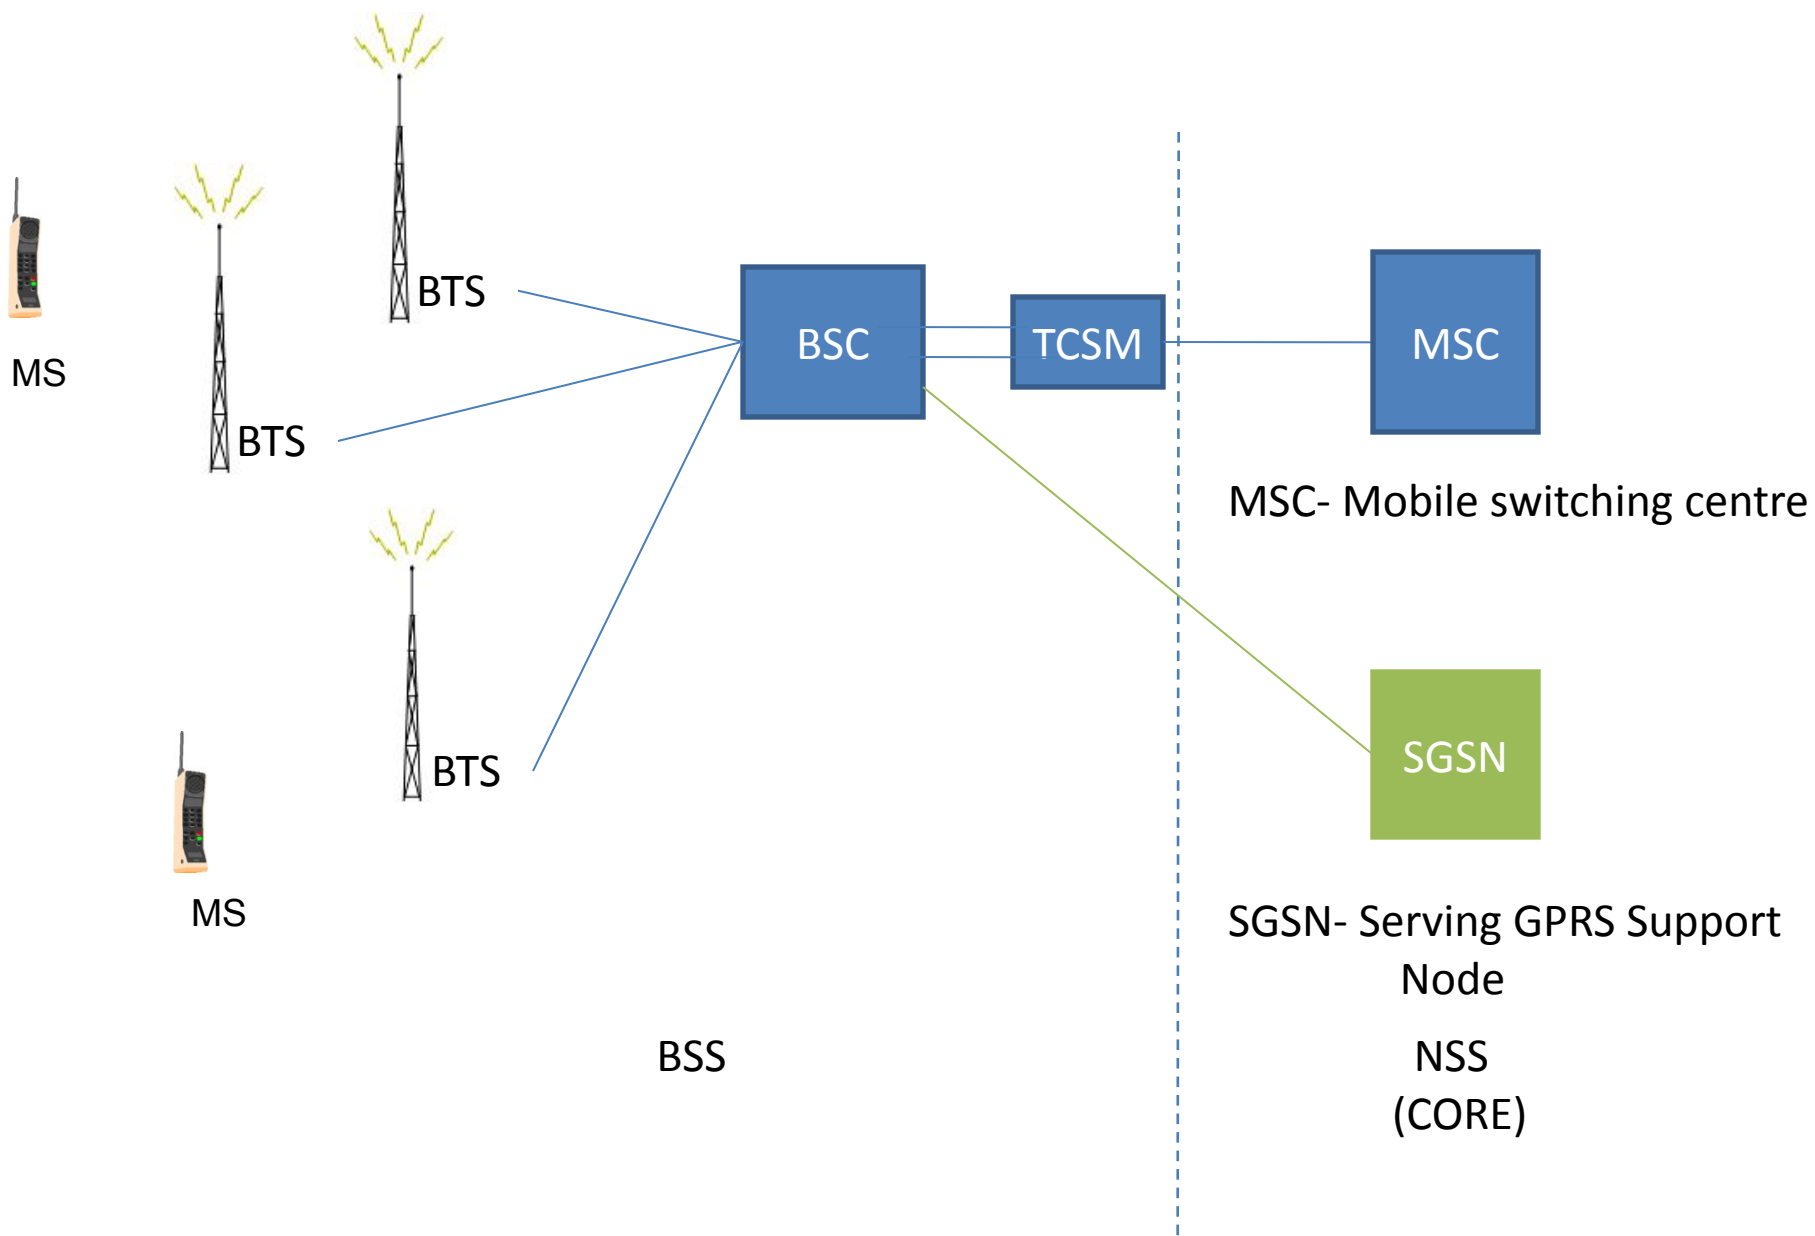 BTS
MS
BTS
BSC
TCSM
MSC
MSC- Mobile switching centre
BTS
SGSN
MS
SGSN- Serving GPRS Support
Node
BSS
NSS
(CORE)